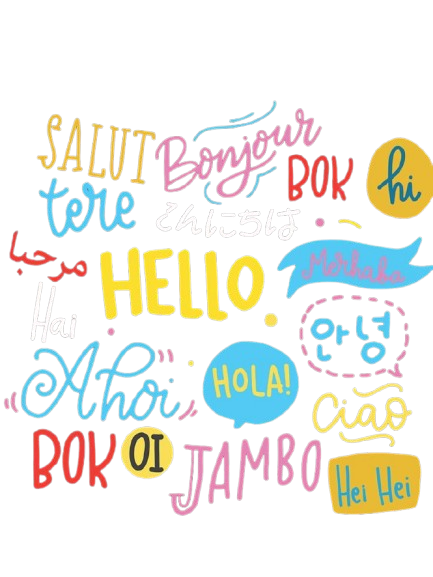 SALUT
Bonjour
BOK
hi
tere
こんにちは
مرحبا
HELLO
Merhaba
Hai
안녕
Ahoi
HOLA!
Ciao
BOK
OI
JAMBO
Hei Hei